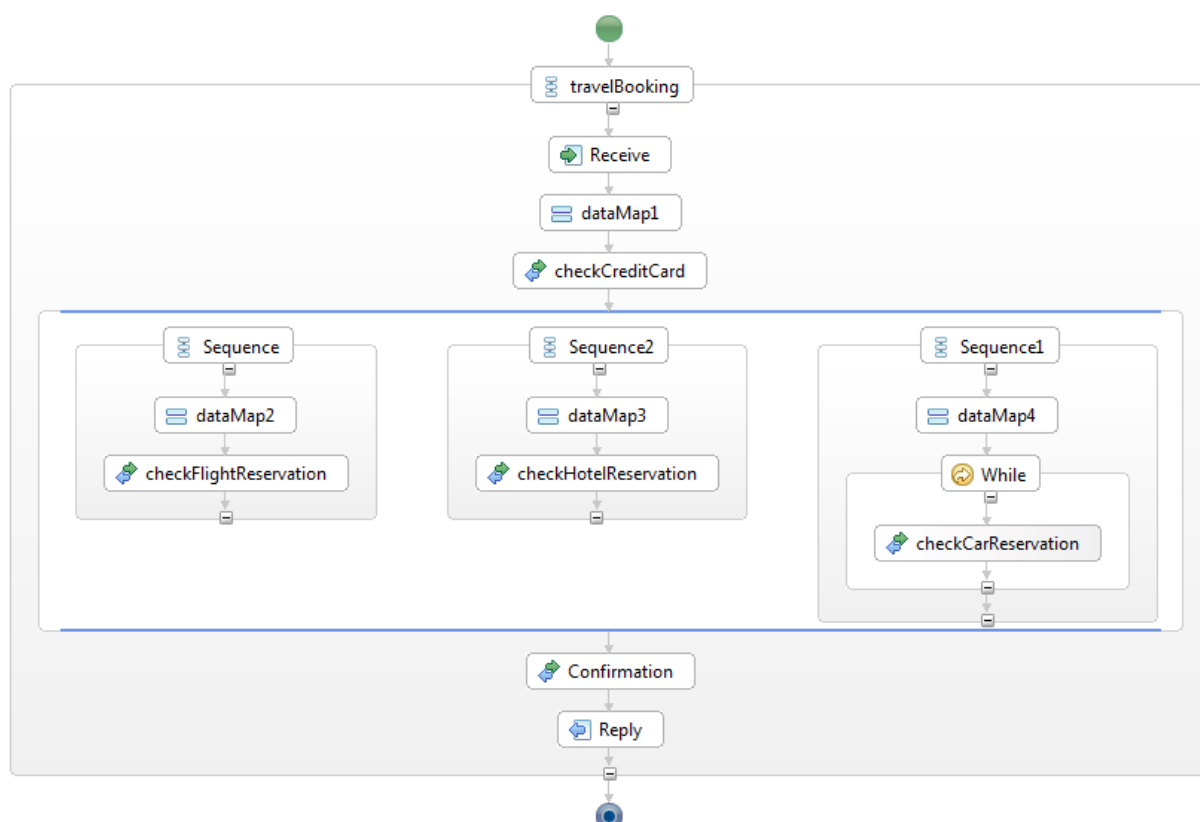 travelBooking
Receive
dataMap1
checkCreditCard
Sequence
Sequence2
Sequence1
dataMap2
dataMap3
dataMap4
checkFlightReservation
checkHotelReservation
While
checkCarReservation
Confirmation
Reply